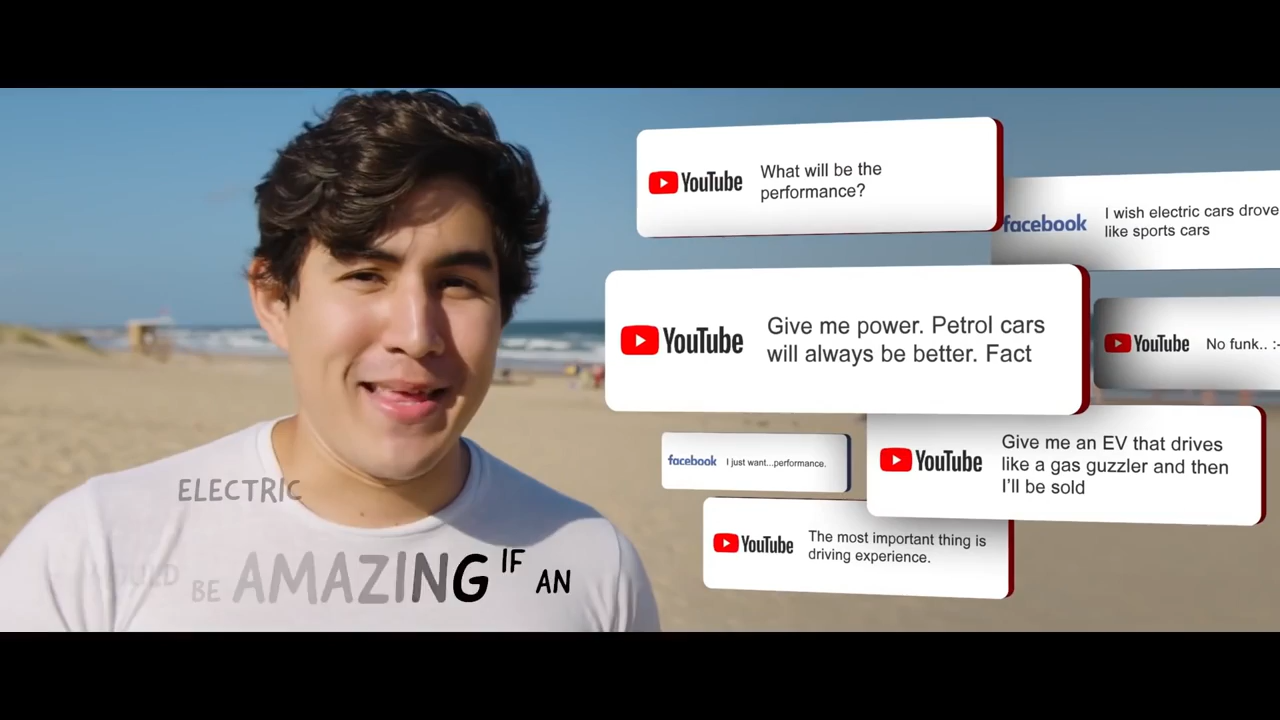 YouTube
What will be the
performance?
facebook
I wish electric cars drove
like sports cars
YouTube
Give me power. Petrol cars
will always be better. Fact
YouTube
No funk.. :-
facebook
I just want...performance.
YouTube
Give me an EV that drives
like a gas guzzler and then
I'll be sold
YouTube
The most important thing is
driving experience.
ELECTRIC
BE AMAZING IF AN